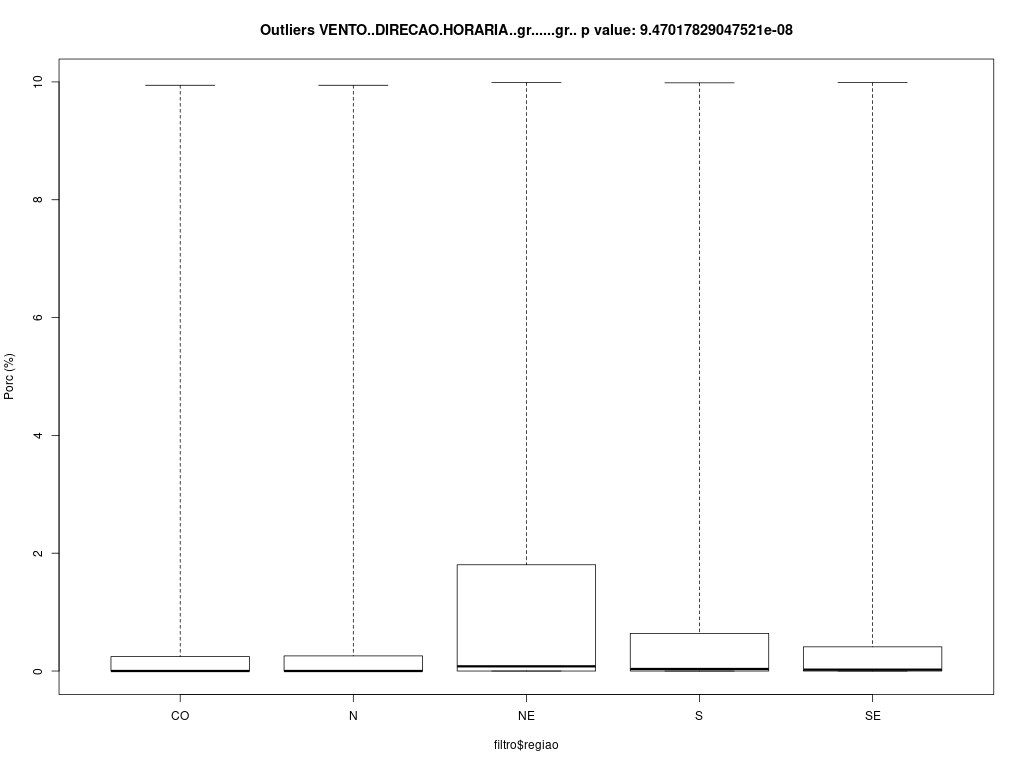 Outliers VENTO..DIRECAO.HORARIA..gr......gr.. p value: 9.47017829047521e-08
Porc (%)
10
8
6
4
2
0
CO N NE S SE
filtro$regiao